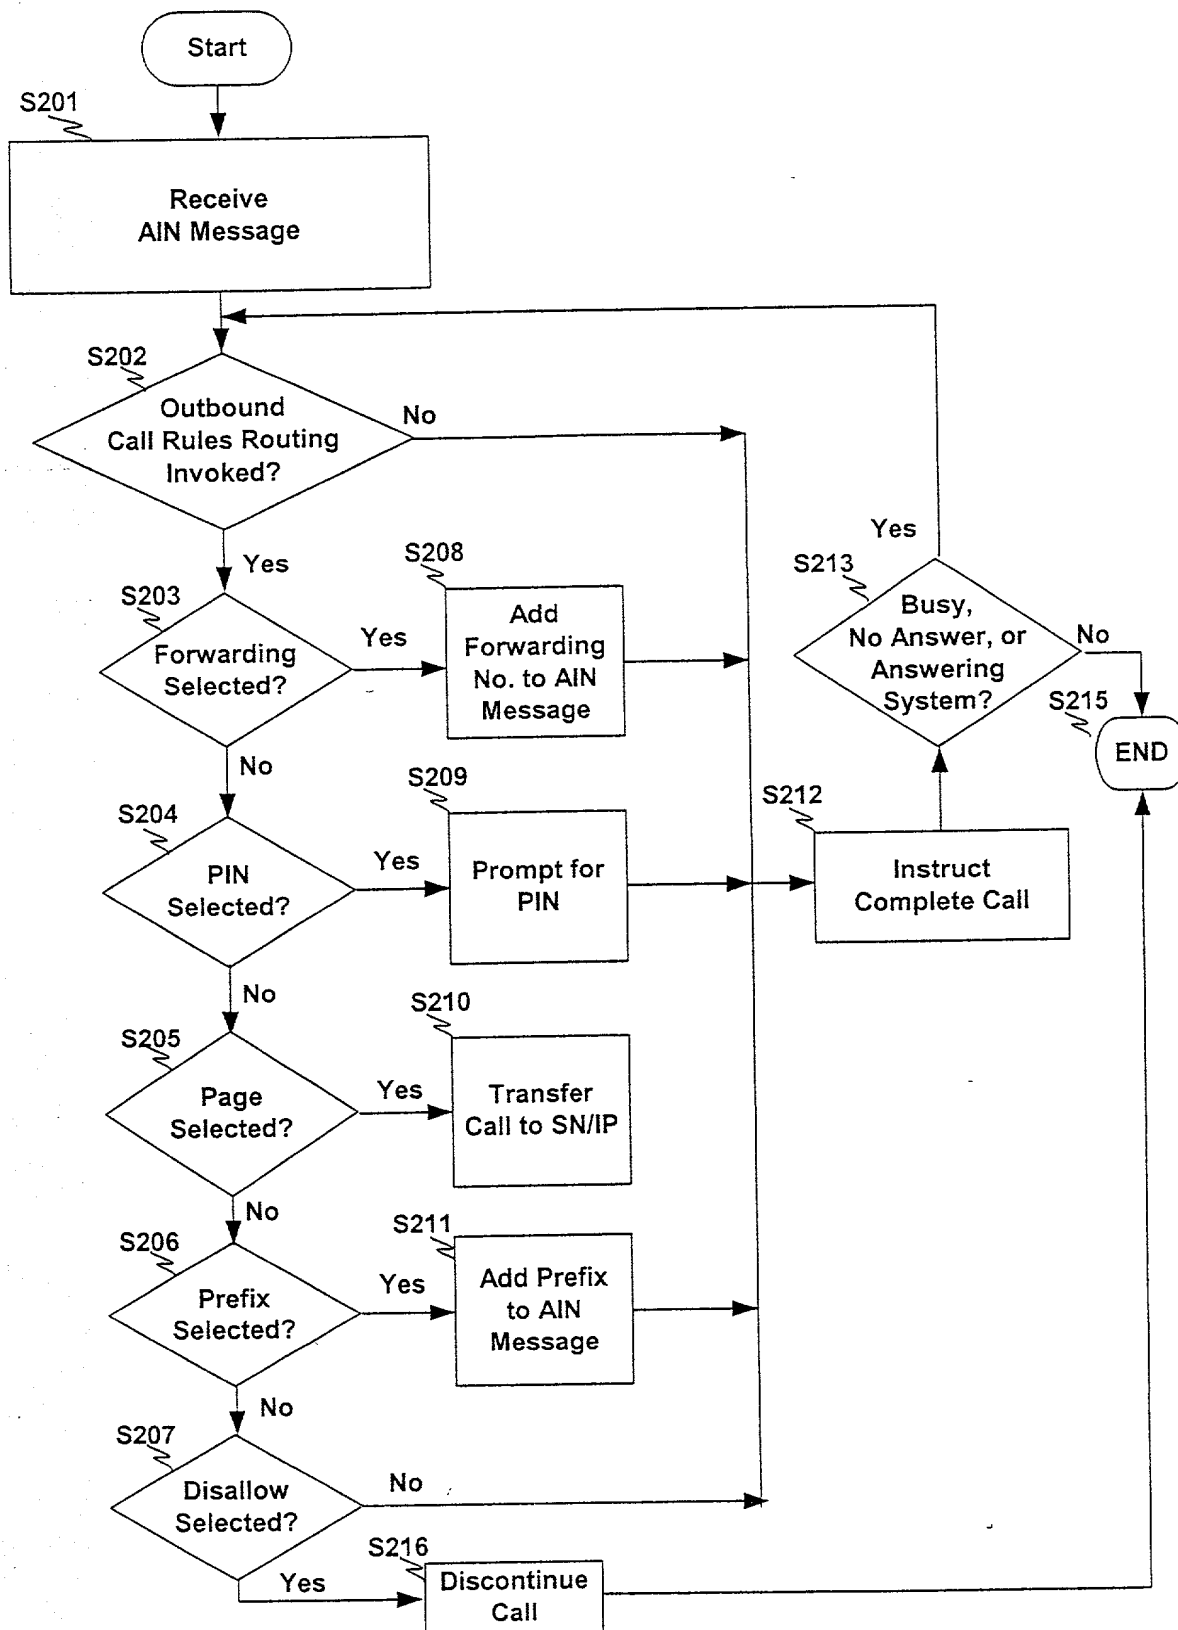 Start
S201
Receive
AIN Message
S202
Outbound
Call Rules Routing
Invoked?
No
Yes
S203
Forwarding
Selected?
Yes
S208
Add
Forwarding
No. to AIN
Message
No
S213
Busy,
No Answer, or
Answering
System?
Yes
No
S215
END
S204
PIN
Selected?
Yes
S209
Prompt for
PIN
S212
Instruct
Complete Call
No
S205
Page
Selected?
Yes
S210
Transfer
Call to SN/IP
No
S206
Prefix
Selected?
Yes
S211
Add Prefix
to AIN
Message
No
S207
Disallow
Selected?
No
Yes
S216
Discontinue
Call